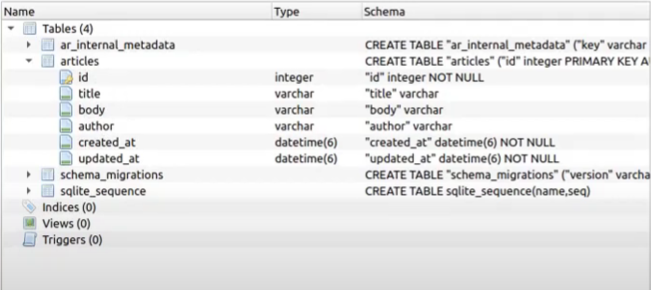 Name Type Schema
Tables (4)
ar_internal_metadata CREATE TABLE "ar_internal_metadata" ("key" varchar
articles CREATE TABLE "articles" ("id" integer PRIMARY KEY AU
id integer "id" integer NOT NULL
title varchar "title" varchar
body varchar "body" varchar
author varchar "author" varchar
created_at datetime(6) "created_at" datetime(6) NOT NULL
updated_at datetime(6) "updated_at" datetime(6) NOT NULL
schema_migrations CREATE TABLE "schema_migrations" ("version" varcha
sqlite_sequence CREATE TABLE sqlite_sequence(name,seq)
Indices (0)
Views (0)
Triggers (0)